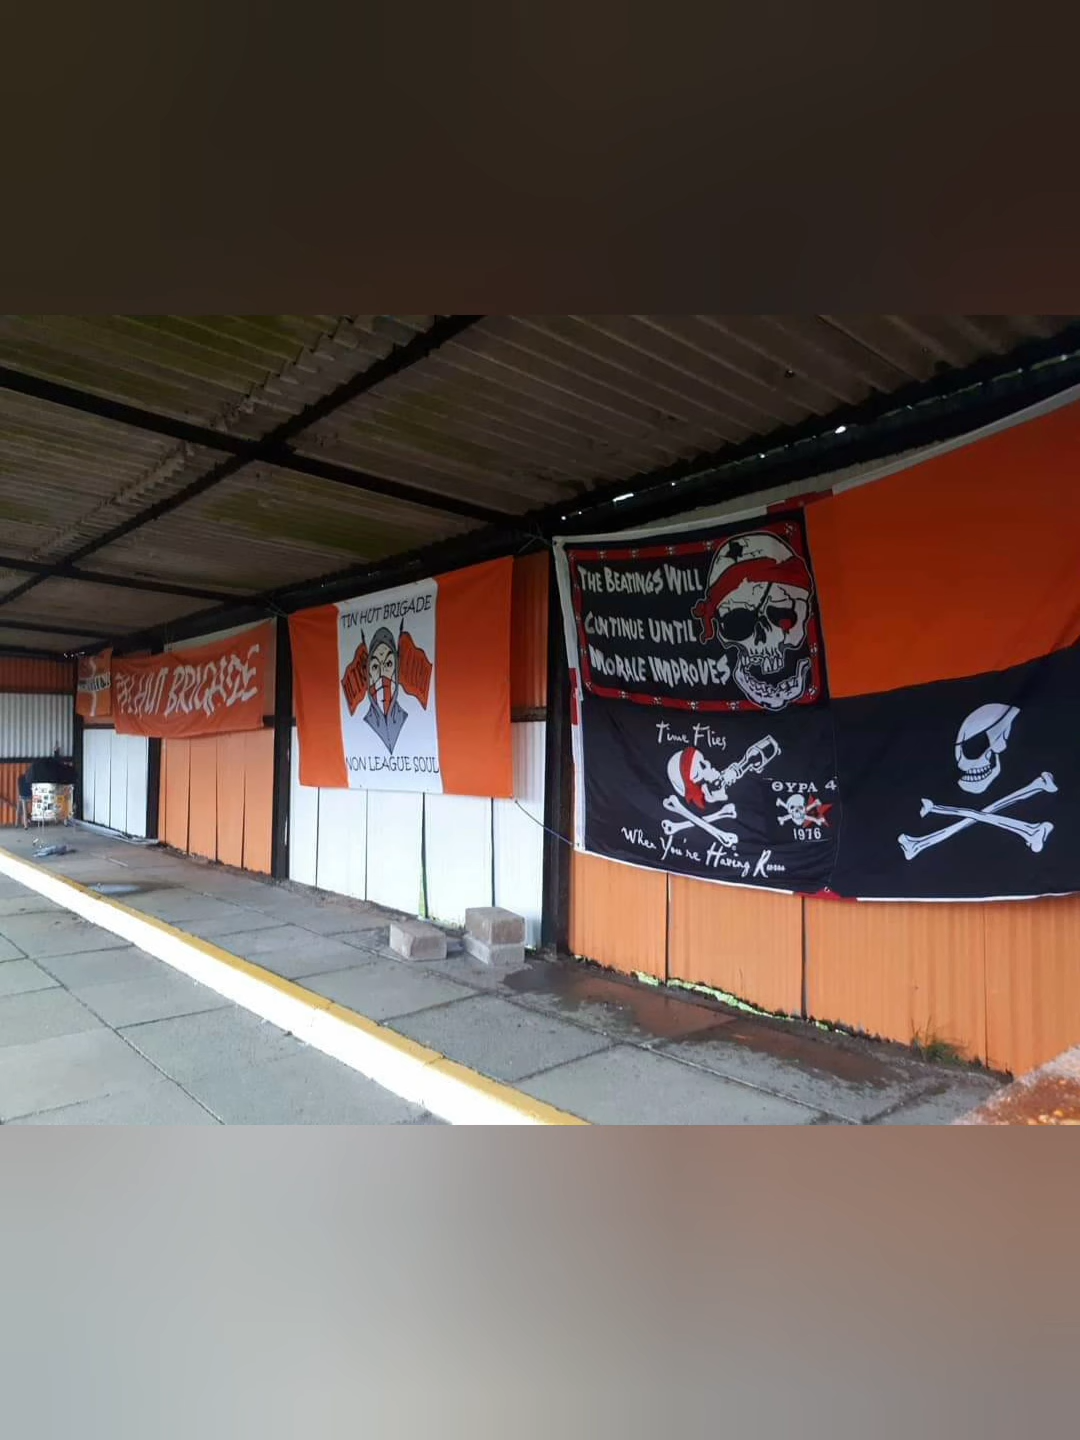 TIN HUT BRIGADE
TIN HUT BRIGADE
NON LEAGUE SOUL
THE BEATINGS WILL
CONTINUE UNTIL
MORALE IMPROVES
Time Flies
When You're Having Rum
ΘΥΡΑ 4
1976